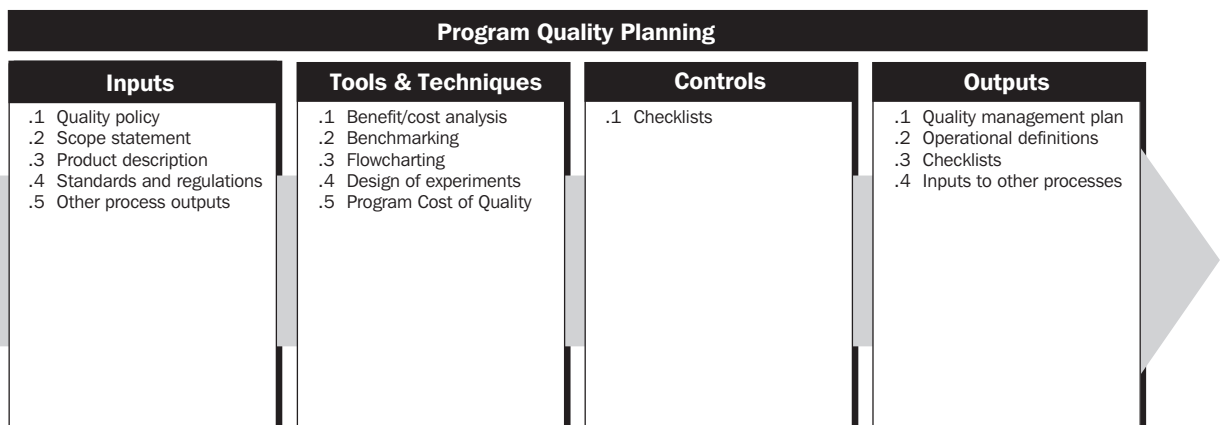 Program Quality Planning
Inputs
.1 Quality policy
.2 Scope statement
.3 Product description
.4 Standards and regulations
.5 Other process outputs
Tools & Techniques
.1 Benefit/cost analysis
.2 Benchmarking
.3 Flowcharting
.4 Design of experiments
.5 Program Cost of Quality
Controls
.1 Checklists
Outputs
.1 Quality management plan
.2 Operational definitions
.3 Checklists
.4 Inputs to other processes